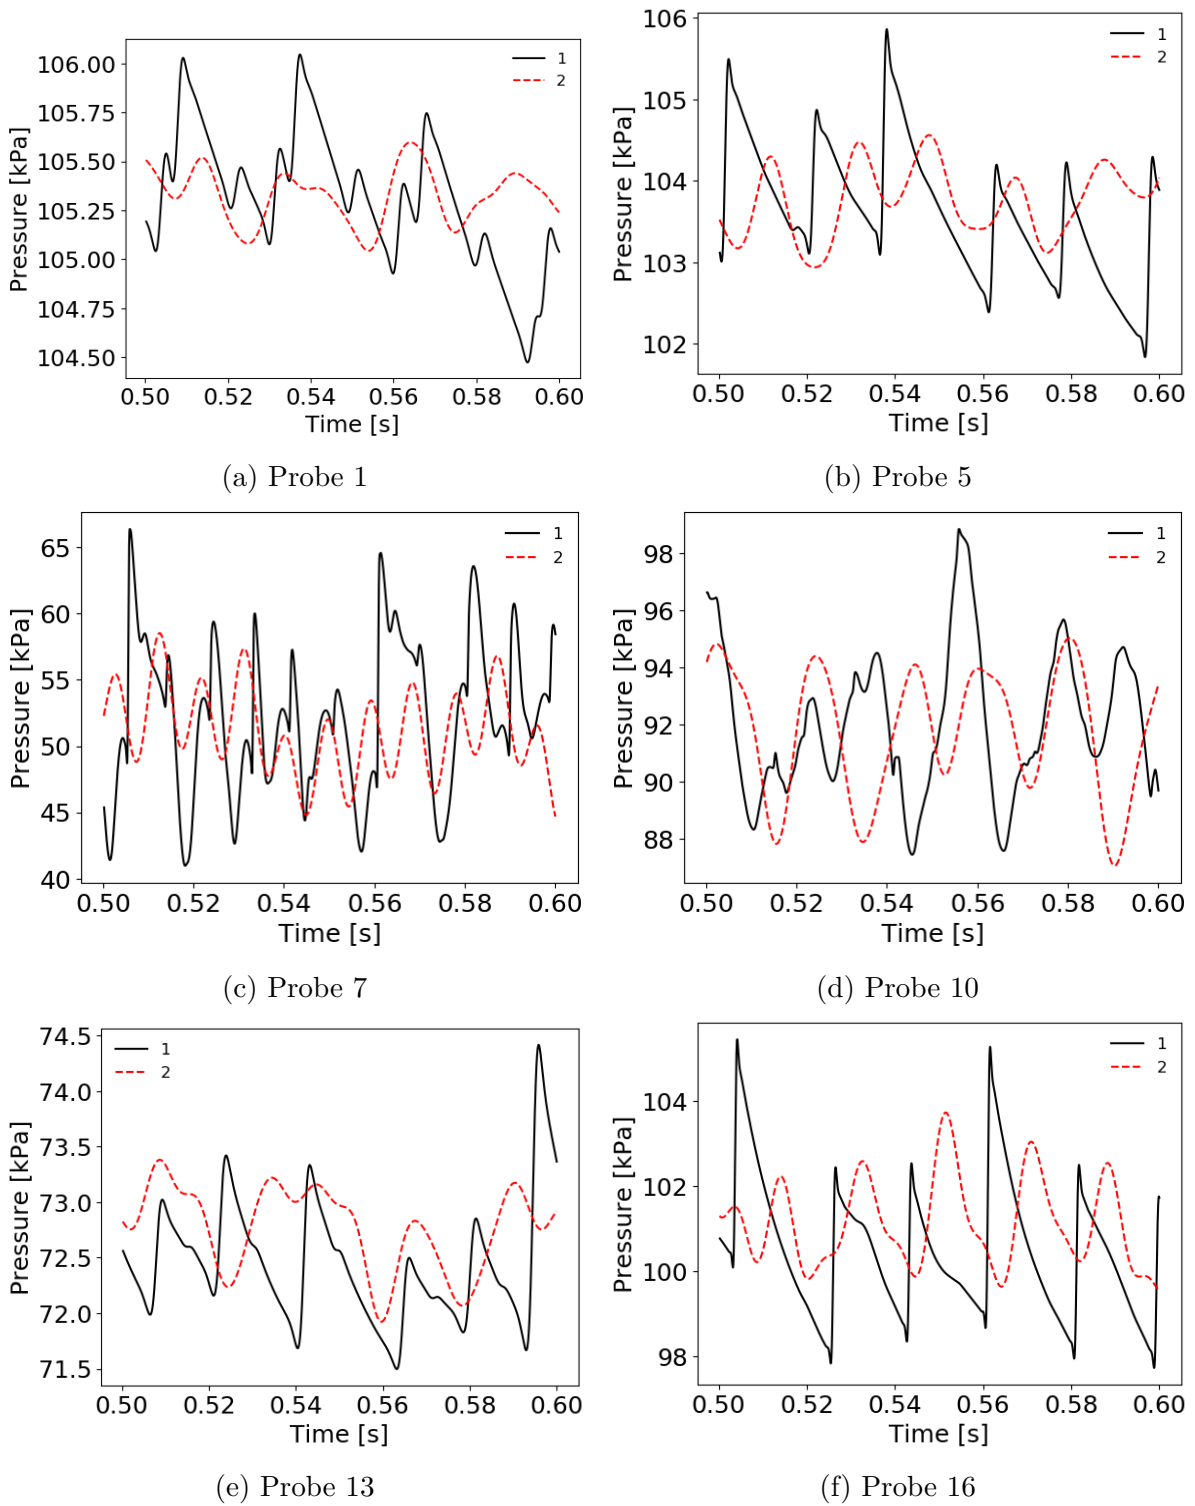 106.00
105.75
105.50
105.25
105.00
104.75
104.50
Pressure [kPa]
1
2
0.50 0.52 0.54 0.56 0.58 0.60
Time [s]
(a) Probe 1
106
105
104
103
102
Pressure [kPa]
1
2
0.50 0.52 0.54 0.56 0.58 0.60
Time [s]
(b) Probe 5
65
60
55
50
45
40
Pressure [kPa]
1
2
0.50 0.52 0.54 0.56 0.58 0.60
Time [s]
(c) Probe 7
98
96
94
92
90
88
Pressure [kPa]
1
2
0.50 0.52 0.54 0.56 0.58 0.60
Time [s]
(d) Probe 10
74.5
74.0
73.5
73.0
72.5
72.0
71.5
Pressure [kPa]
1
2
0.50 0.52 0.54 0.56 0.58 0.60
Time [s]
(e) Probe 13
104
102
100
98
Pressure [kPa]
1
2
0.50 0.52 0.54 0.56 0.58 0.60
Time [s]
(f) Probe 16